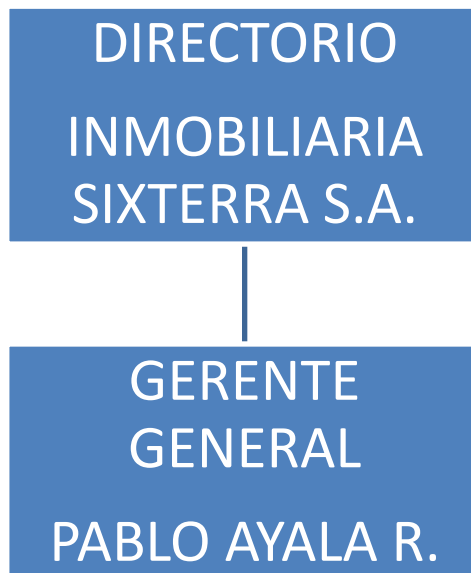 DIRECTORIO
INMOBILIARIA
SIXTERRA S.A.
GERENTE
GENERAL
PABLO AYALA R.